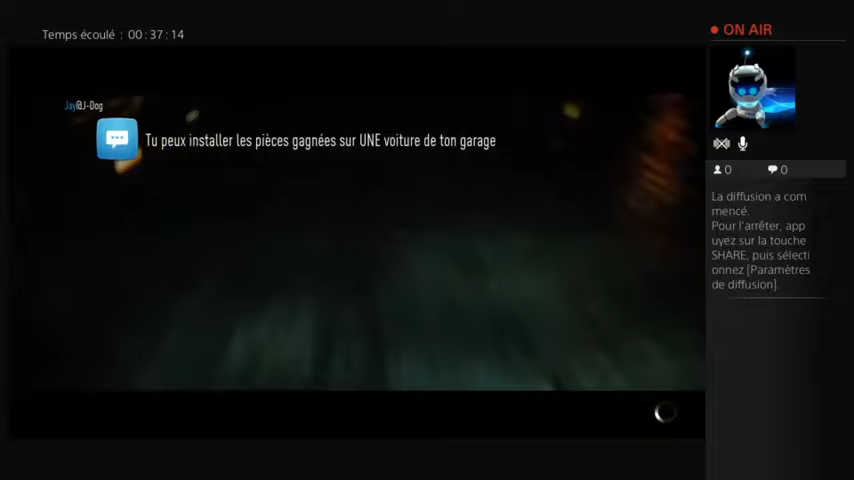 Temps écoulé : 00:37:14
ON AIR
Jay@J-Dog
Tu peux installer les pièces gagnées sur UNE voiture de ton garage
0 0
La diffusion a com
mencé.
Pour l'arrêter, app
uyez sur la touche
SHARE, puis sélecti
onnez [Paramètres
de diffusion].